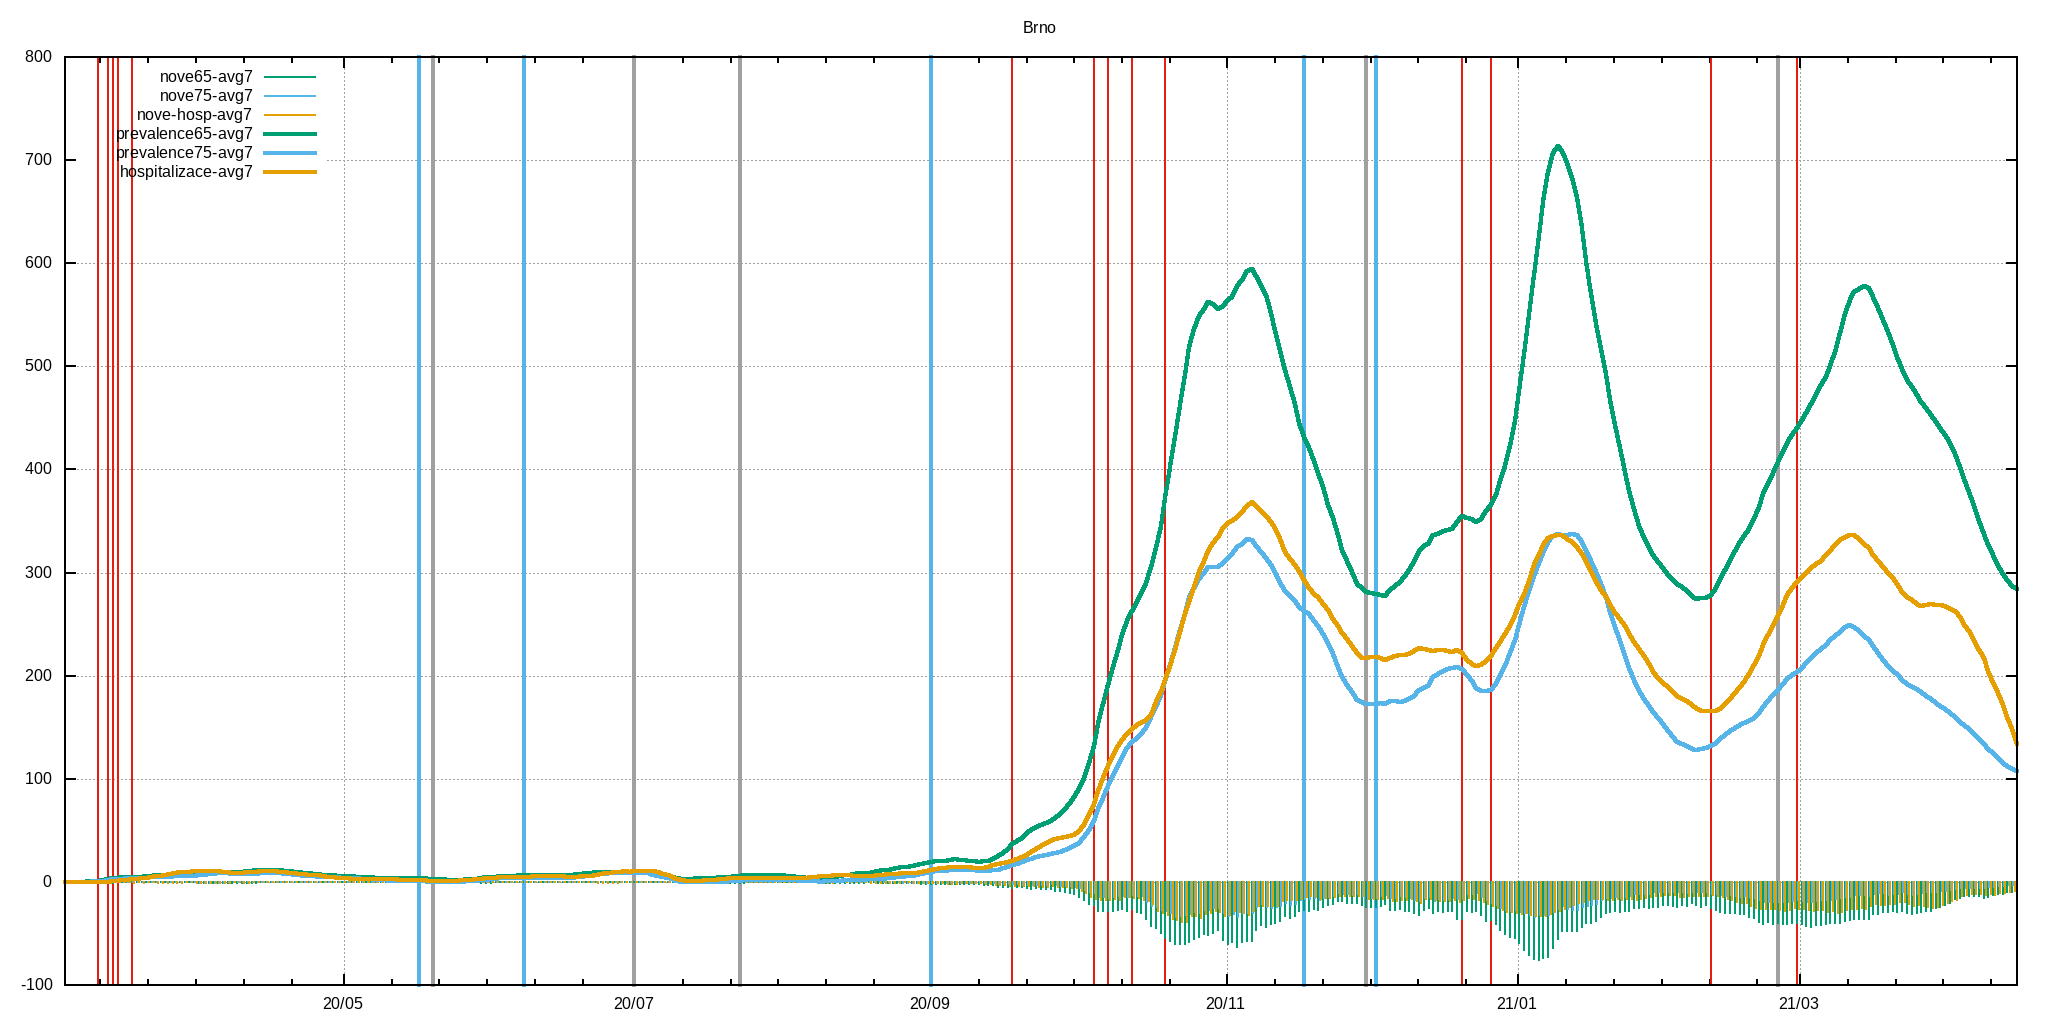 Brno
800
nove65-avg7
nove75-avg7
nove-hosp-avg7
prevalence65-avg7
prevalence75-avg7
hospitalizace-avg7
700
600
500
400
300
200
100
0
-100
20/05
20/07
20/09
20/11
21/01
21/03